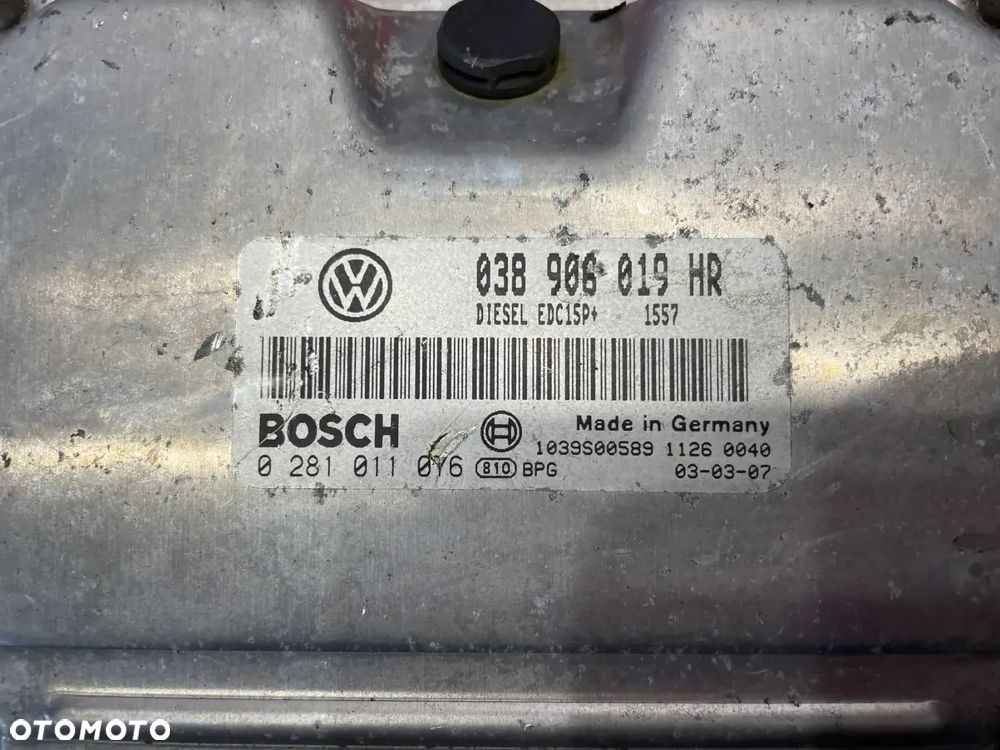 038 906 019 HR
DIESEL EDC15P+ 1557
BOSCH
Made in Germany
1039S00589 1126 0040
0 281 011 016 810 BPG 03-03-07
OTOMOTO